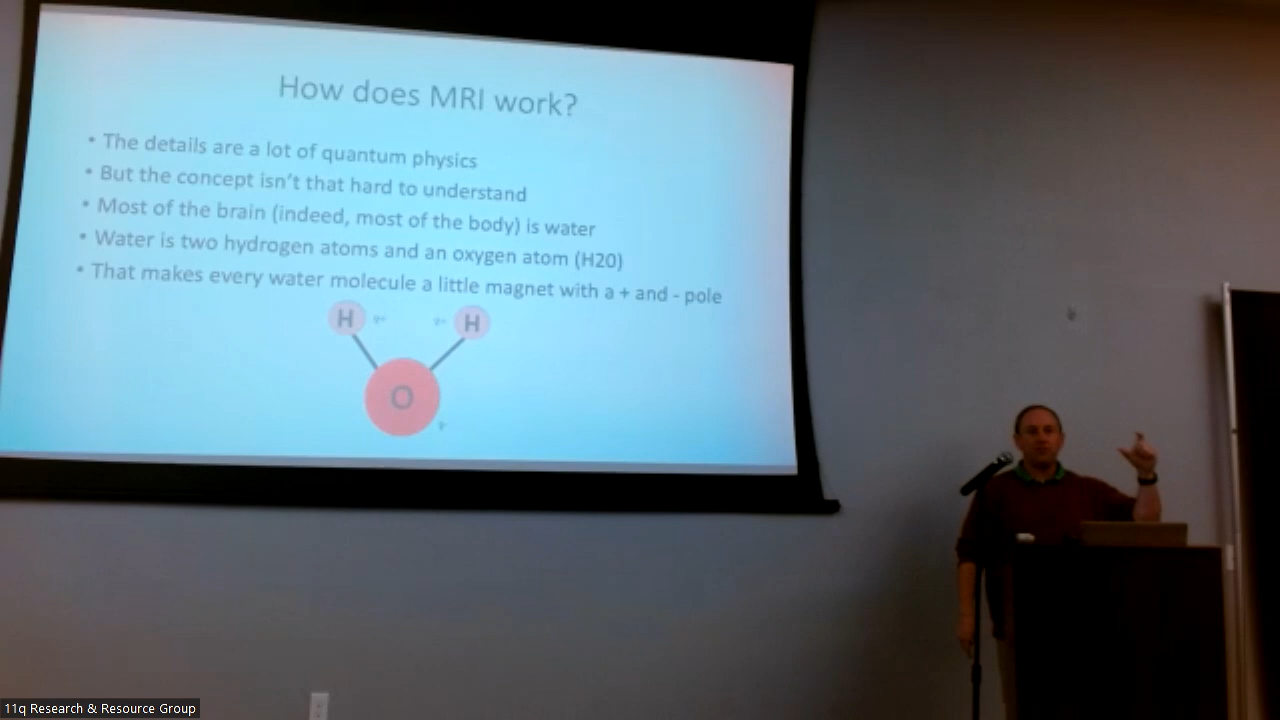 How does MRI work?
• The details are a lot of quantum physics
• But the concept isn't that hard to understand
• Most of the brain (indeed, most of the body) is water
• Water is two hydrogen atoms and an oxygen atom (H20)
• That makes every water molecule a little magnet with a + and - pole
H H
O
11q Research & Resource Group